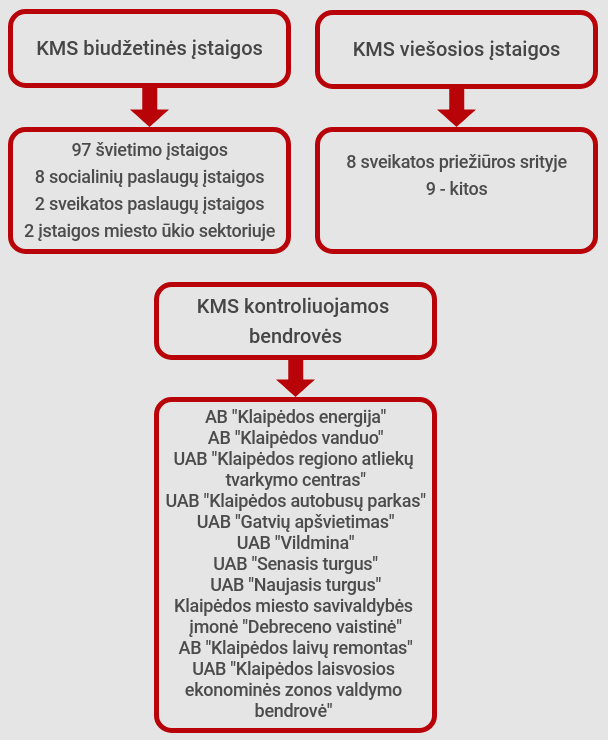 KMS biudžetinės įstaigos
97 švietimo įstaigos
8 socialinių paslaugų įstaigos
2 sveikatos paslaugų įstaigos
2 įstaigos miesto ūkio sektoriuje
KMS viešosios įstaigos
8 sveikatos priežiūros srityje
9 - kitos
KMS kontroliuojamos
bendrovės
AB "Klaipėdos energija"
AB "Klaipėdos vanduo"
UAB "Klaipėdos regiono atliekų
tvarkymo centras"
UAB "Klaipėdos autobusų parkas"
UAB "Gatvių apšvietimas"
UAB "Vildmina"
UAB "Senasis turgus"
UAB "Naujasis turgus"
Klaipėdos miesto savivaldybės
įmonė "Debreceno vaistinė"
AB "Klaipėdos laivų remontas"
UAB "Klaipėdos laisvosios
ekonominės zonos valdymo
bendrovė"